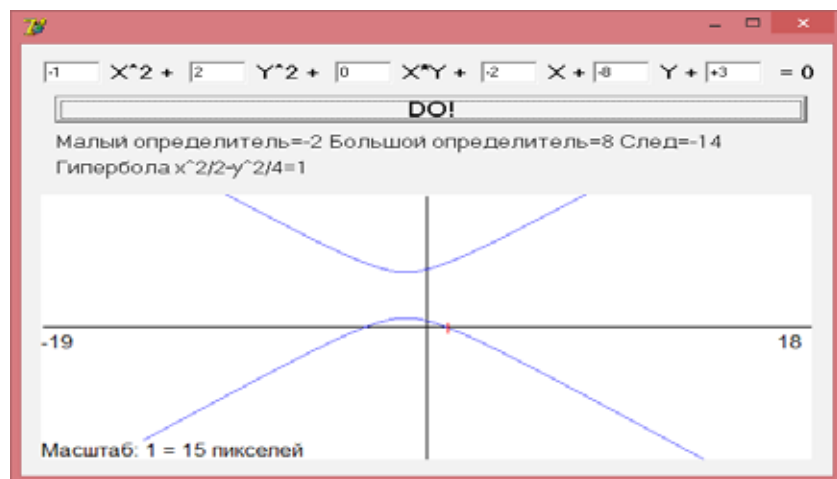 -1 X^2 + 2 Y^2 + 0 X*Y + -2 X + -8 Y + +3 = 0
DO!
Малый определитель=-2 Большой определитель=8 След=-14
Гипербола x^2/2-y^2/4=1
-19 18
Масштаб: 1 = 15 пикселей